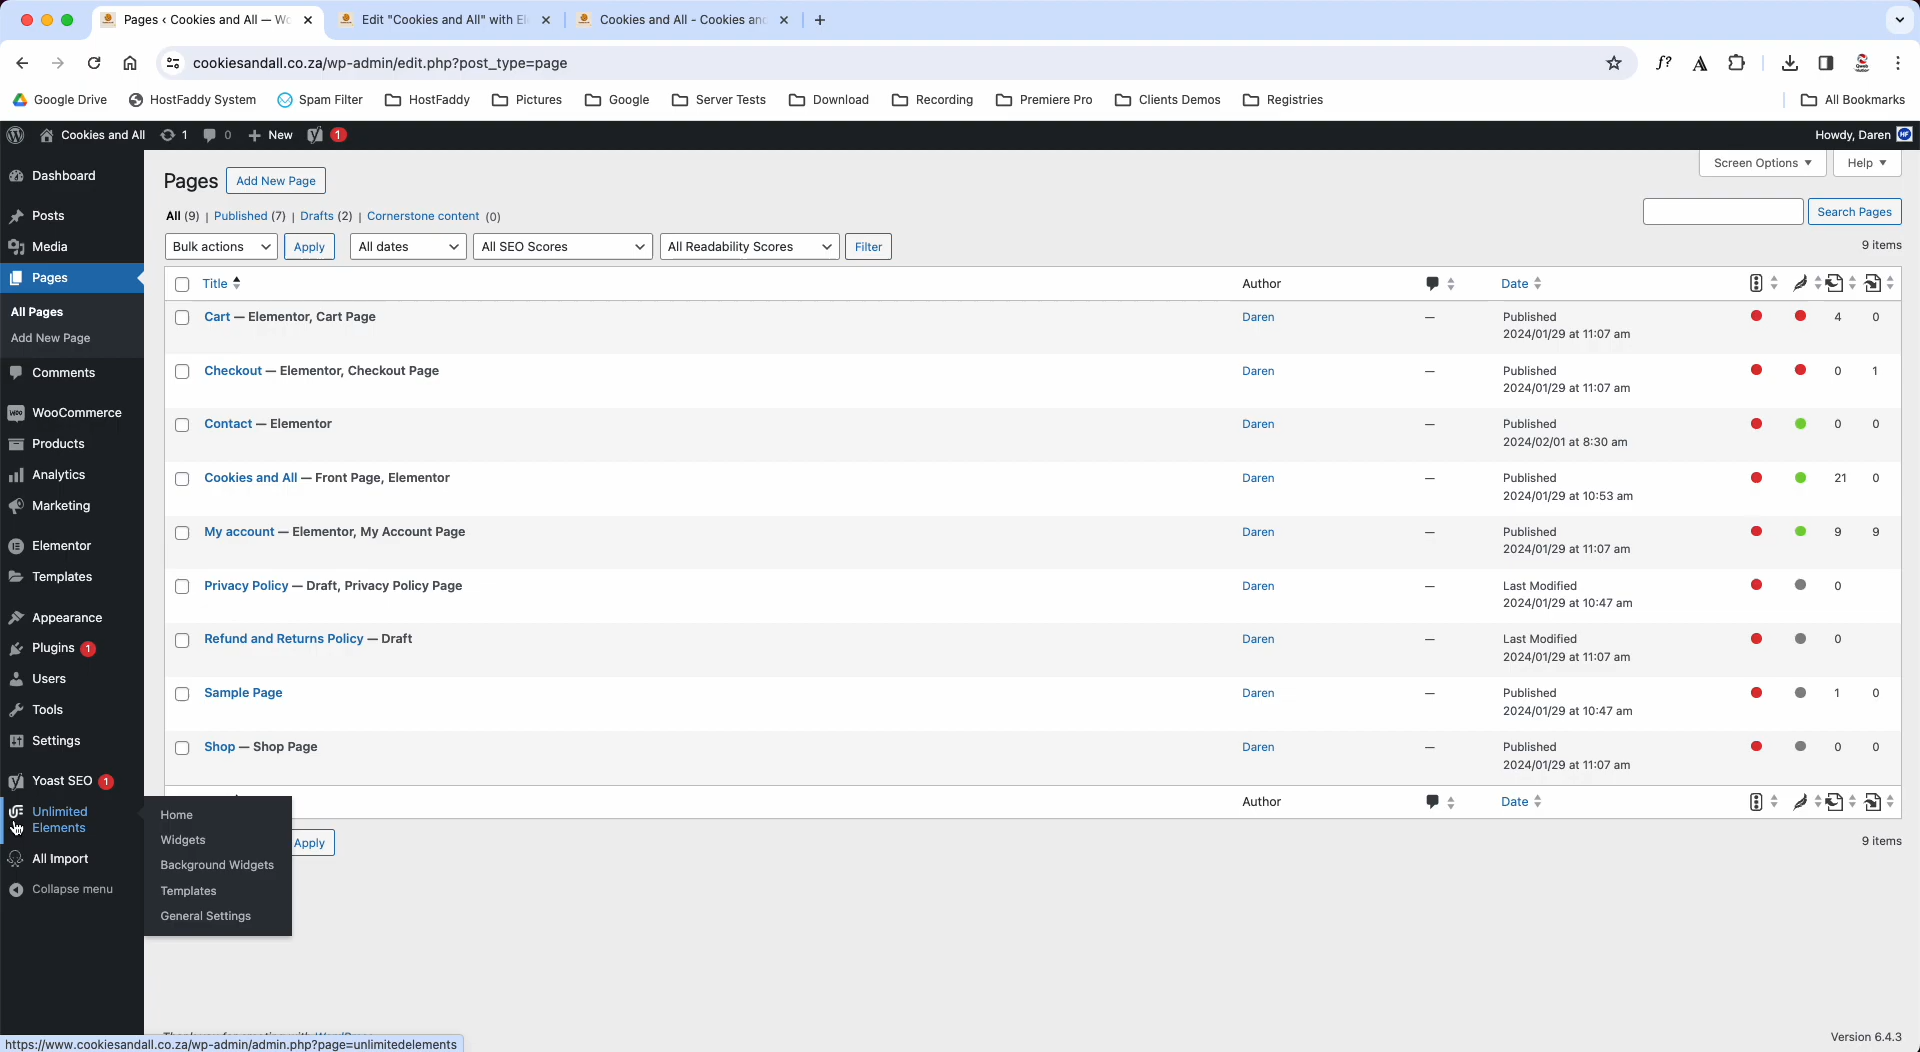 Pages ‹ Cookies and All — Wo
Edit "Cookies and All" with El
Cookies and All - Cookies and
cookiesandall.co.za/wp-admin/edit.php?post_type=page
Google Drive
HostFaddy System
Spam Filter
HostFaddy
Pictures
Google
Server Tests
Download
Recording
Premiere Pro
Clients Demos
Registries
All Bookmarks
Cookies and All
1
0
New
1
Howdy, Daren
Dashboard
Posts
Media
Pages
All Pages
Add New Page
Comments
WooCommerce
Products
Analytics
Marketing
Elementor
Templates
Appearance
Plugins 1
Users
Tools
Settings
Yoast SEO 1
Unlimited
Elements
All Import
Collapse menu
Home
Widgets
Background Widgets
Templates
General Settings
Pages
Add New Page
Screen Options
Help
All (9) | Published (7) | Drafts (2) | Cornerstone content (0)
Search Pages
Bulk actions
Apply
All dates
All SEO Scores
All Readability Scores
Filter
9 items
Title
Author
Date
Cart — Elementor, Cart Page
Daren
—
Published
2024/01/29 at 11:07 am
4
0
Checkout — Elementor, Checkout Page
Daren
—
Published
2024/01/29 at 11:07 am
0
1
Contact — Elementor
Daren
—
Published
2024/02/01 at 8:30 am
0
0
Cookies and All — Front Page, Elementor
Daren
—
Published
2024/01/29 at 10:53 am
21
0
My account — Elementor, My Account Page
Daren
—
Published
2024/01/29 at 11:07 am
9
9
Privacy Policy — Draft, Privacy Policy Page
Daren
—
Last Modified
2024/01/29 at 10:47 am
0
Refund and Returns Policy — Draft
Daren
—
Last Modified
2024/01/29 at 11:07 am
0
Sample Page
Daren
—
Published
2024/01/29 at 10:47 am
1
0
Shop — Shop Page
Daren
—
Published
2024/01/29 at 11:07 am
0
0
Author
Date
Apply
9 items
Version 6.4.3
https://www.cookiesandall.co.za/wp-admin/admin.php?page=unlimitedelements